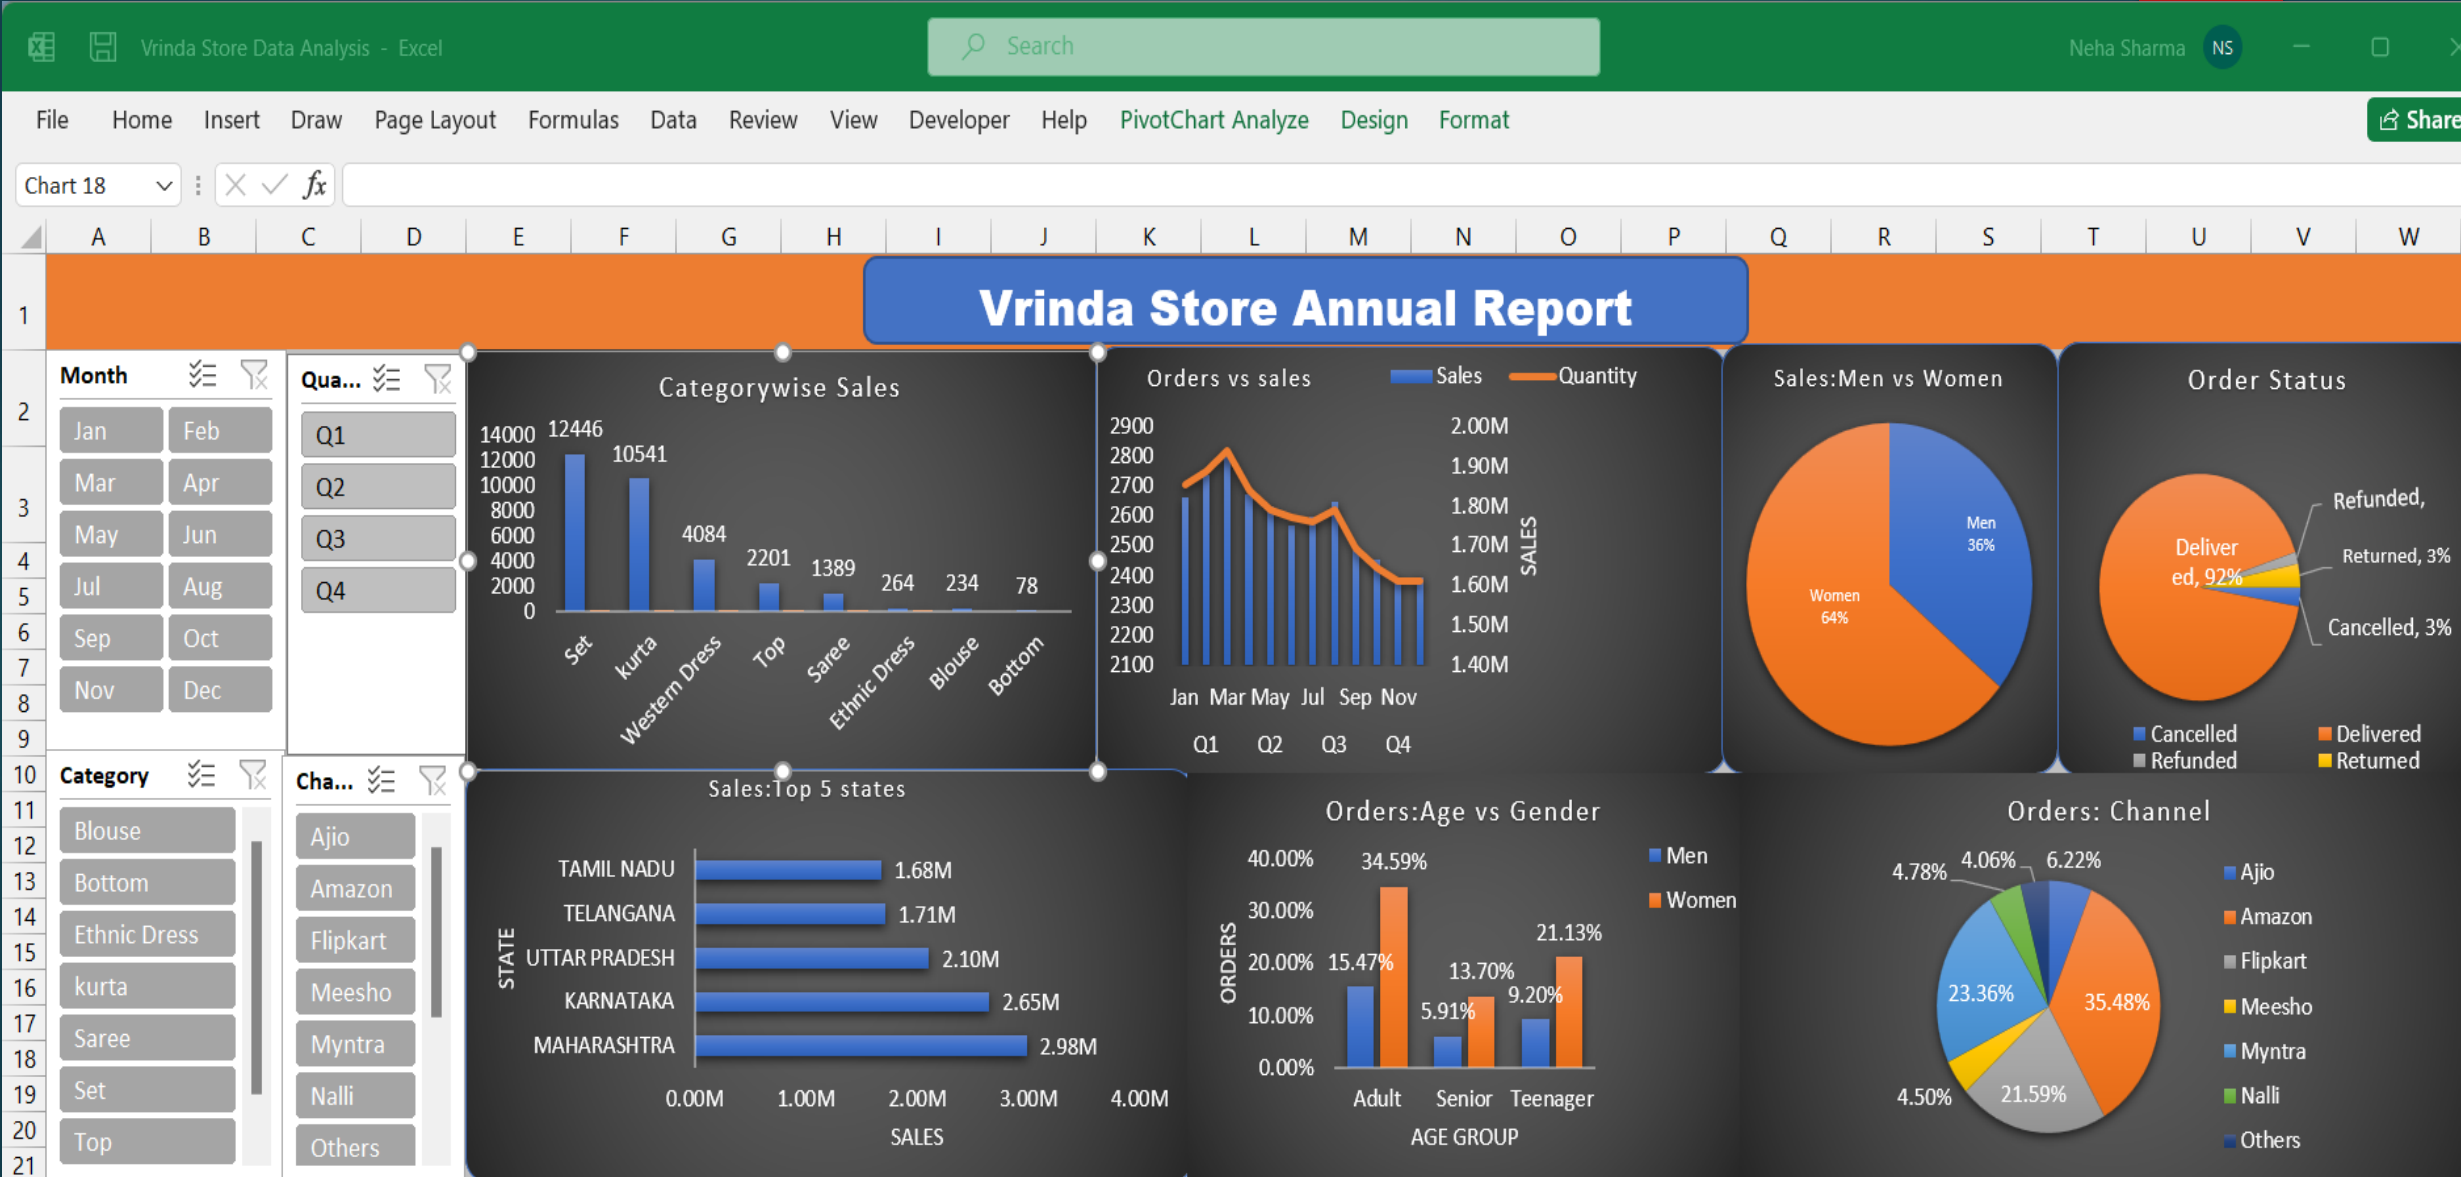 Vrinda Store Data Analysis - Excel
Search
Neha Sharma NS
File Home Insert Draw Page Layout Formulas Data Review View Developer Help PivotChart Analyze Design Format
Share
Chart 18
fx
A B C D E F G H I J K L M N O P Q R S T U V W
1
2
3
4
5
6
7
8
9
10
11
12
13
14
15
16
17
18
19
20
21
Vrinda Store Annual Report
Month
Jan Feb
Mar Apr
May Jun
Jul Aug
Sep Oct
Nov Dec
Qua...
Q1
Q2
Q3
Q4
Category
Blouse
Bottom
Ethnic Dress
kurta
Saree
Set
Top
Cha...
Ajio
Amazon
Flipkart
Meesho
Myntra
Nalli
Others
Categorywise Sales
14000
12000
10000
8000
6000
4000
2000
0
12446
10541
4084
2201
1389
264
234
78
Set
kurta
Western Dress
Top
Saree
Ethnic Dress
Blouse
Bottom
Orders vs sales
Sales Quantity
2900
2800
2700
2600
2500
2400
2300
2200
2100
2.00M
1.90M
1.80M
1.70M
1.60M
1.50M
1.40M
SALES
Jan Mar May Jul Sep Nov
Q1 Q2 Q3 Q4
Sales:Men vs Women
Men
36%
Women
64%
Order Status
Deliver
ed, 92%
Refunded,
Returned, 3%
Cancelled, 3%
Cancelled Delivered
Refunded Returned
Sales:Top 5 states
STATE
TAMIL NADU 1.68M
TELANGANA 1.71M
UTTAR PRADESH 2.10M
KARNATAKA 2.65M
MAHARASHTRA 2.98M
0.00M 1.00M 2.00M 3.00M 4.00M
SALES
Orders:Age vs Gender
Men
Women
ORDERS
40.00%
30.00%
20.00%
10.00%
0.00%
15.47%
34.59%
5.91%
13.70%
9.20%
21.13%
Adult Senior Teenager
AGE GROUP
Orders: Channel
4.78% 4.06% 6.22%
23.36% 35.48%
4.50% 21.59%
Ajio
Amazon
Flipkart
Meesho
Myntra
Nalli
Others